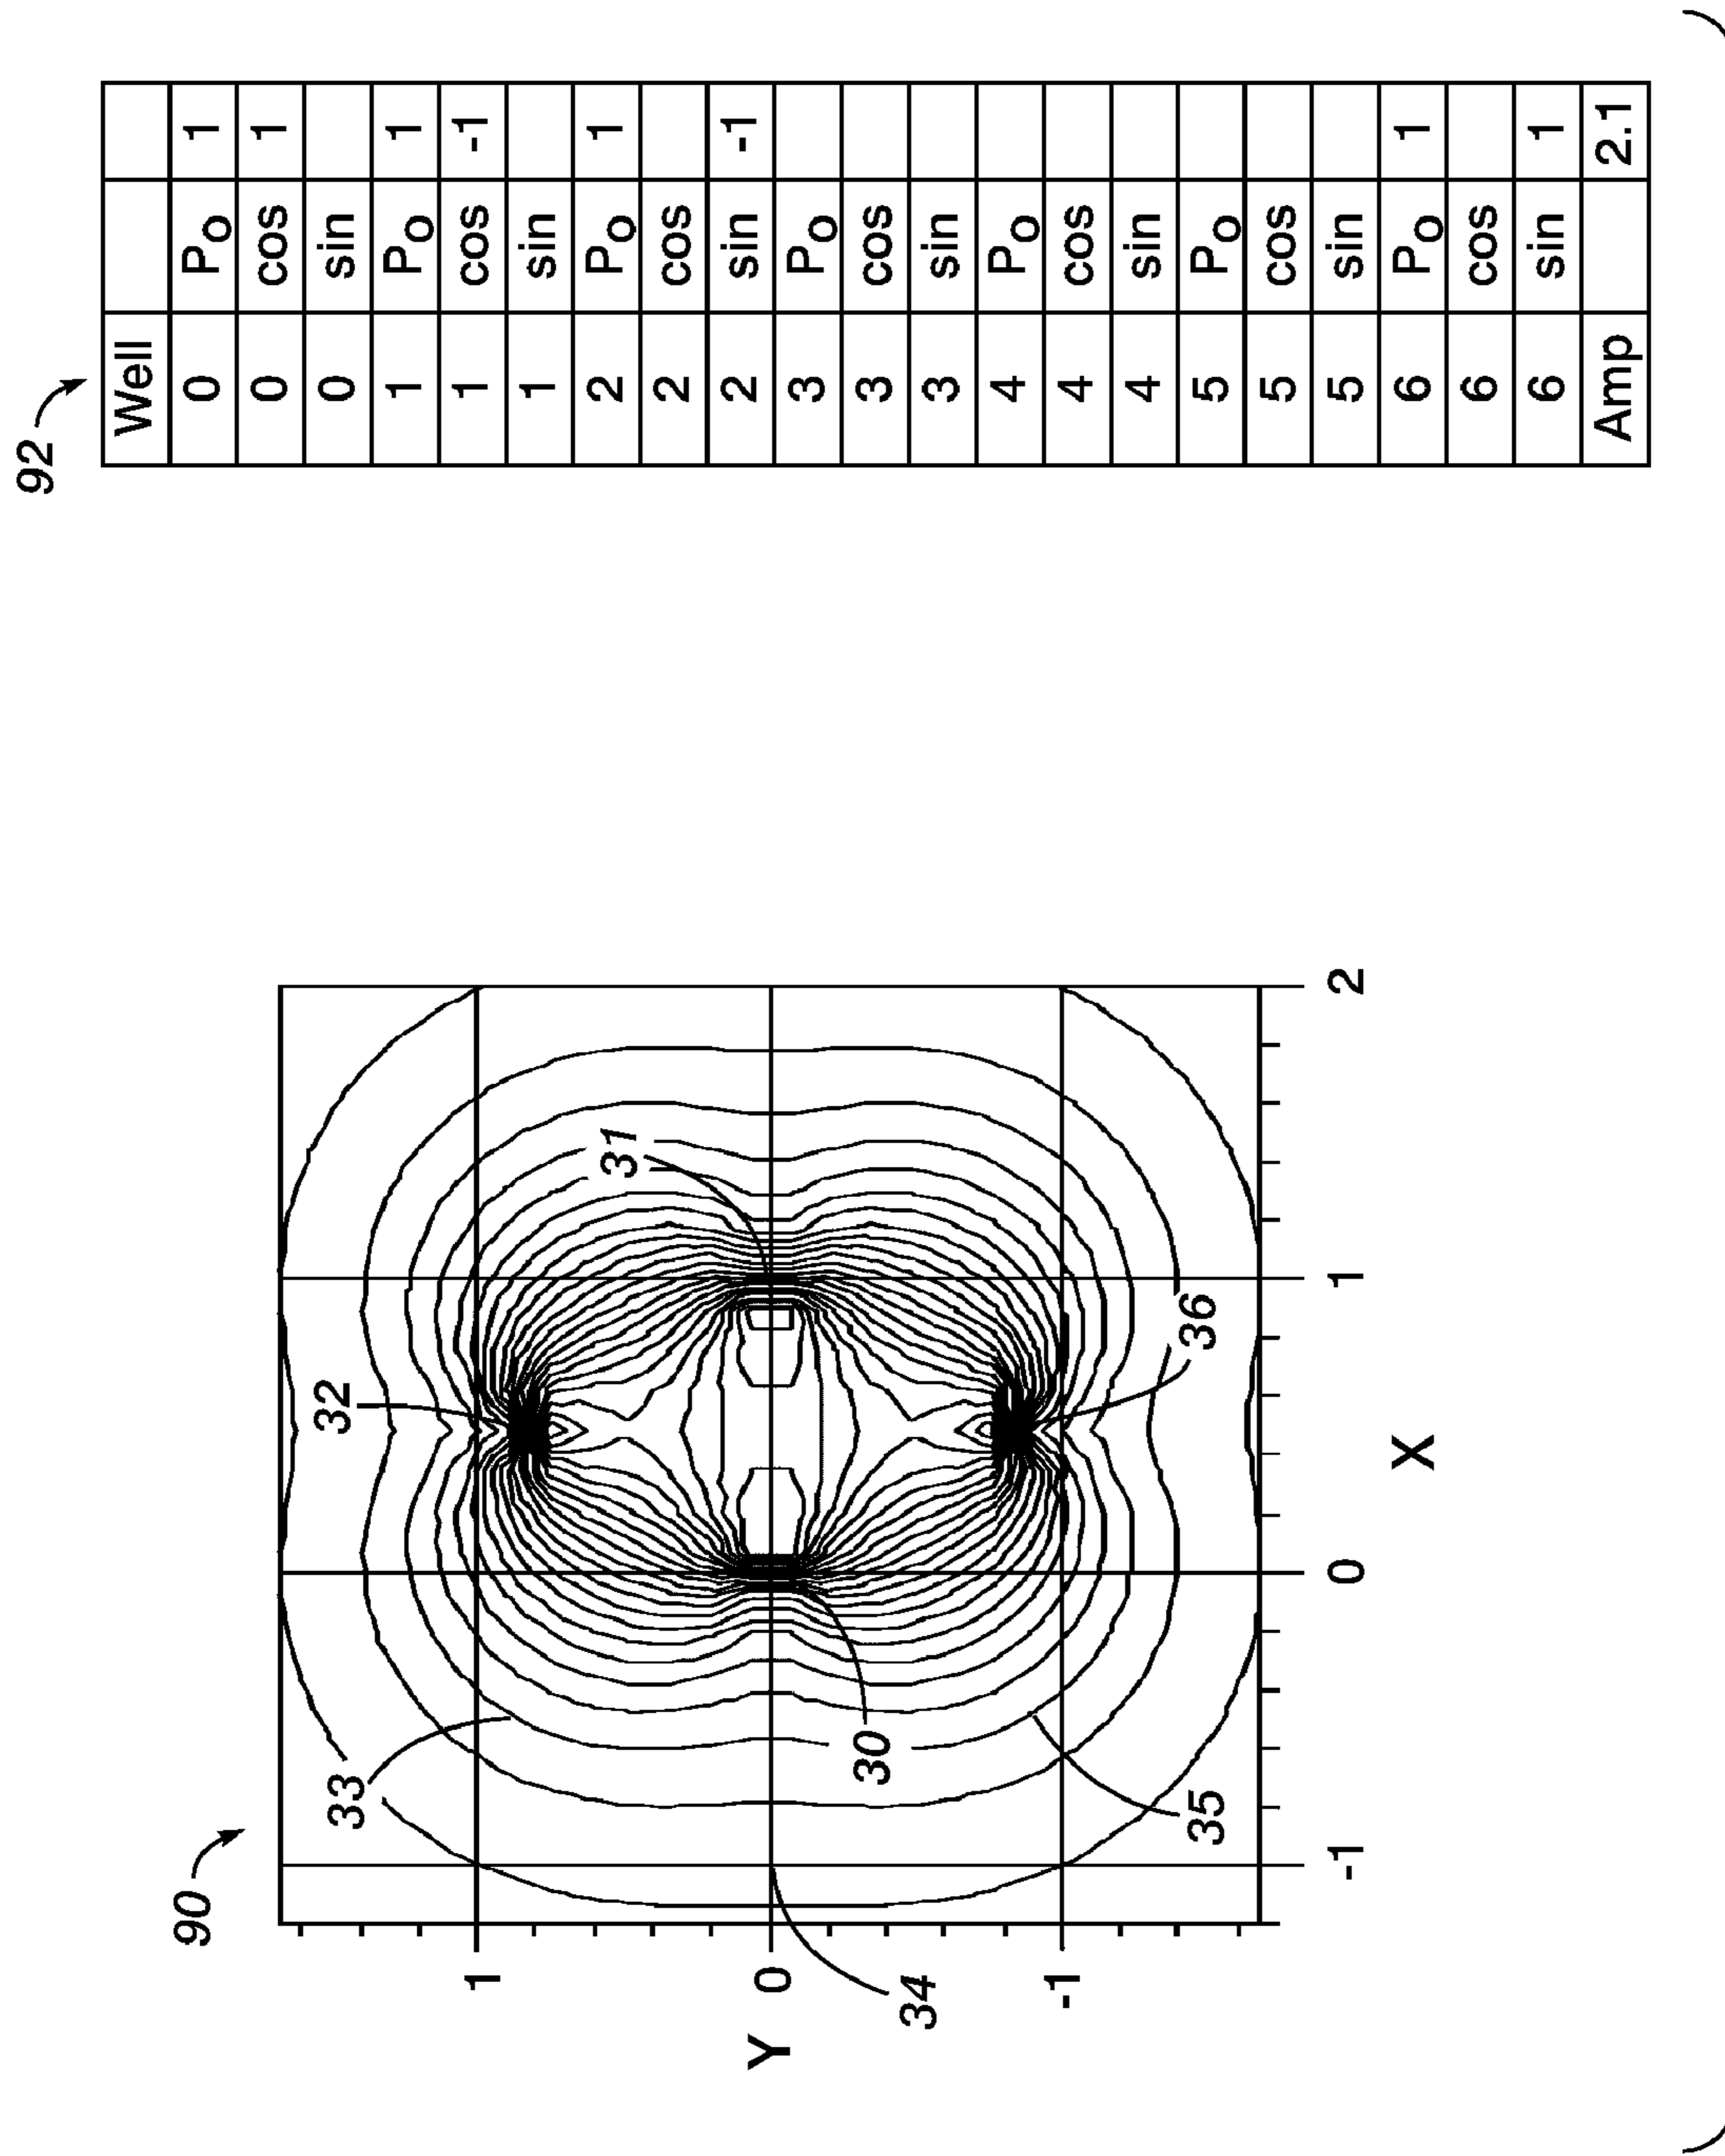 90
92
33
32
31
30
34
35
36
Y
1
0
-1
-1
0
1
2
X
Well
0 Po 1
0 cos 1
0 sin
1 Po 1
1 cos -1
1 sin
2 Po 1
2 cos
2 sin -1
3 Po
3 cos
3 sin
4 Po
4 cos
4 sin
5 Po
5 cos
5 sin
6 Po 1
6 cos
6 sin 1
Amp 2.1